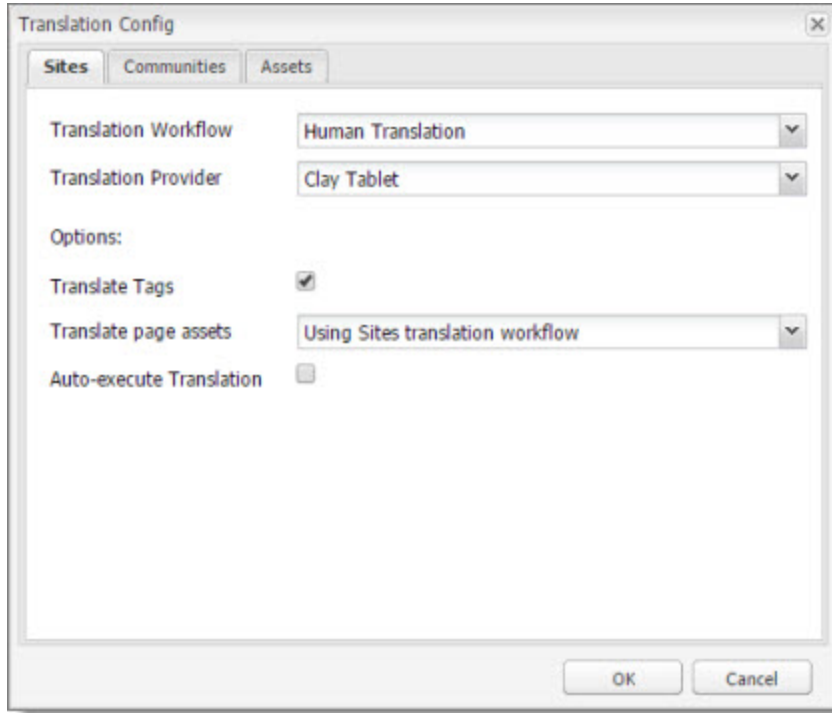 Translation Config
Sites Communities Assets
Translation Workflow Human Translation
Translation Provider Clay Tablet
Options:
Translate Tags
Translate page assets Using Sites translation workflow
Auto-execute Translation
OK Cancel